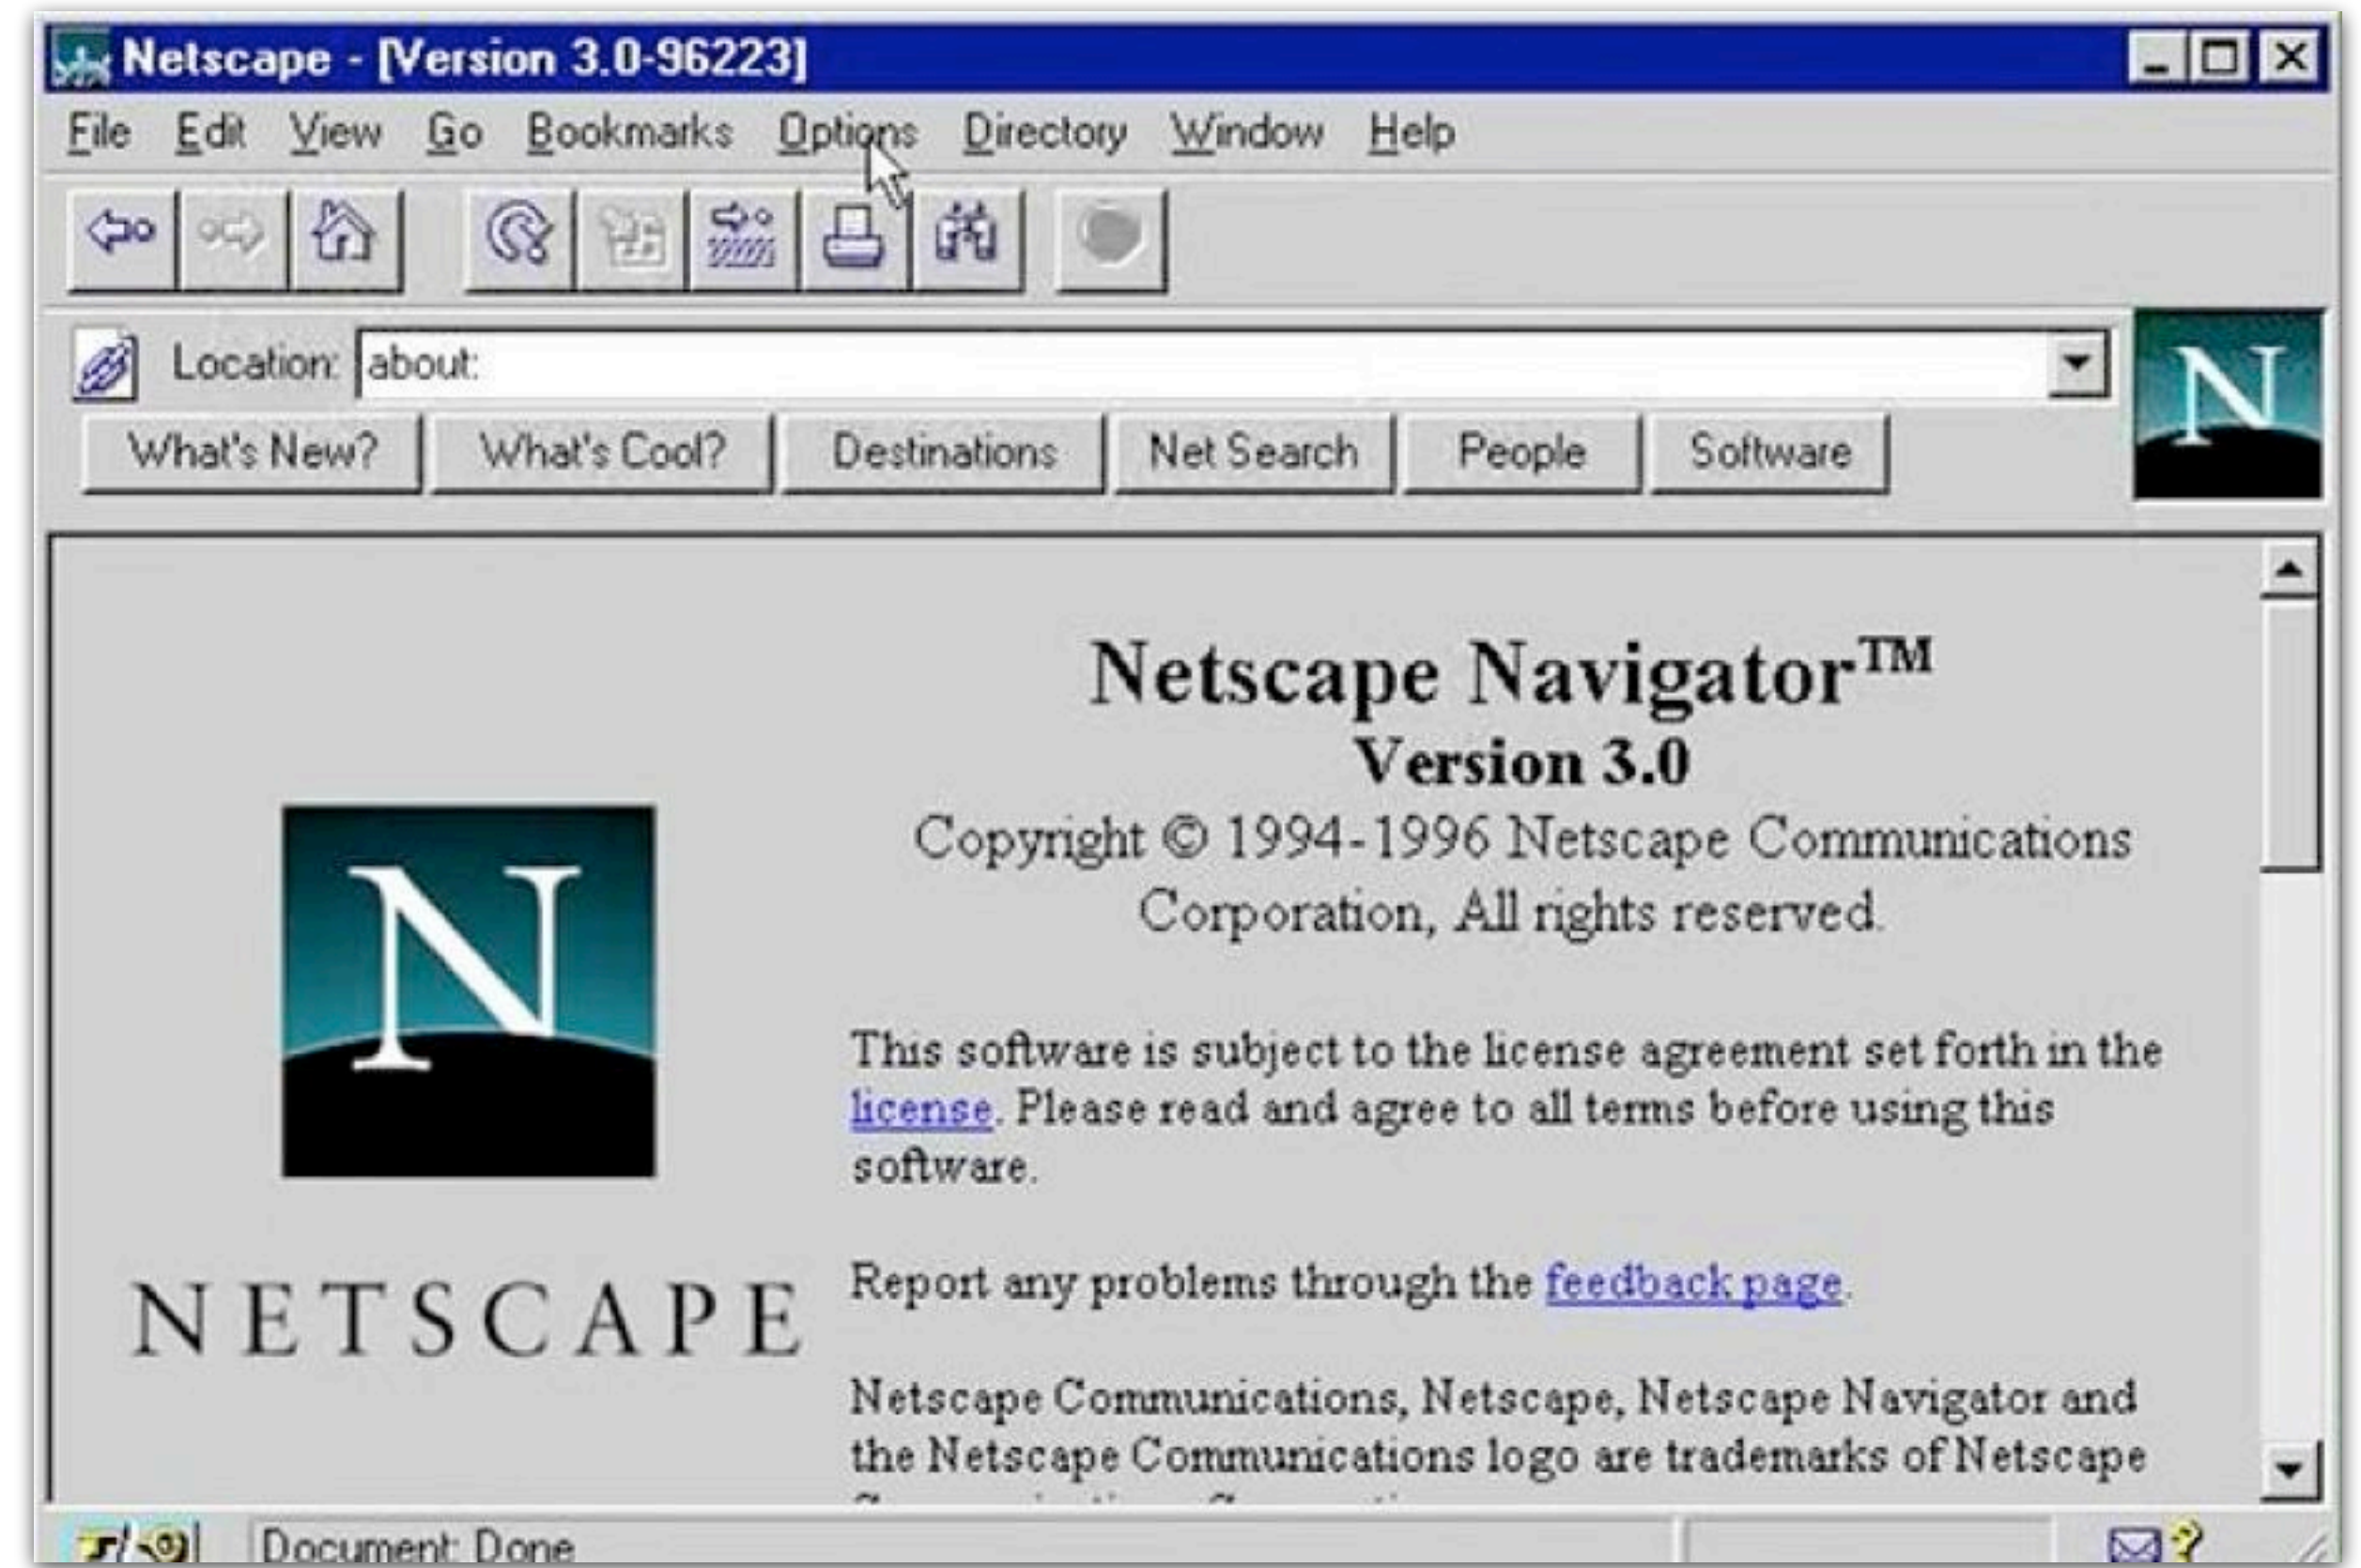 Netscape - [Version 3.0-96223]
File Edit View Go Bookmarks Options Directory Window Help
Location: about:
N
What's New? What's Cool? Destinations Net Search People Software
Netscape Navigator™
Version 3.0
Copyright © 1994-1996 Netscape Communications
Corporation, All rights reserved.
N
NETSCAPE
This software is subject to the license agreement set forth in the
license. Please read and agree to all terms before using this
software.
Report any problems through the feedback page.
Netscape Communications, Netscape, Netscape Navigator and
the Netscape Communications logo are trademarks of Netscape
Document: Done